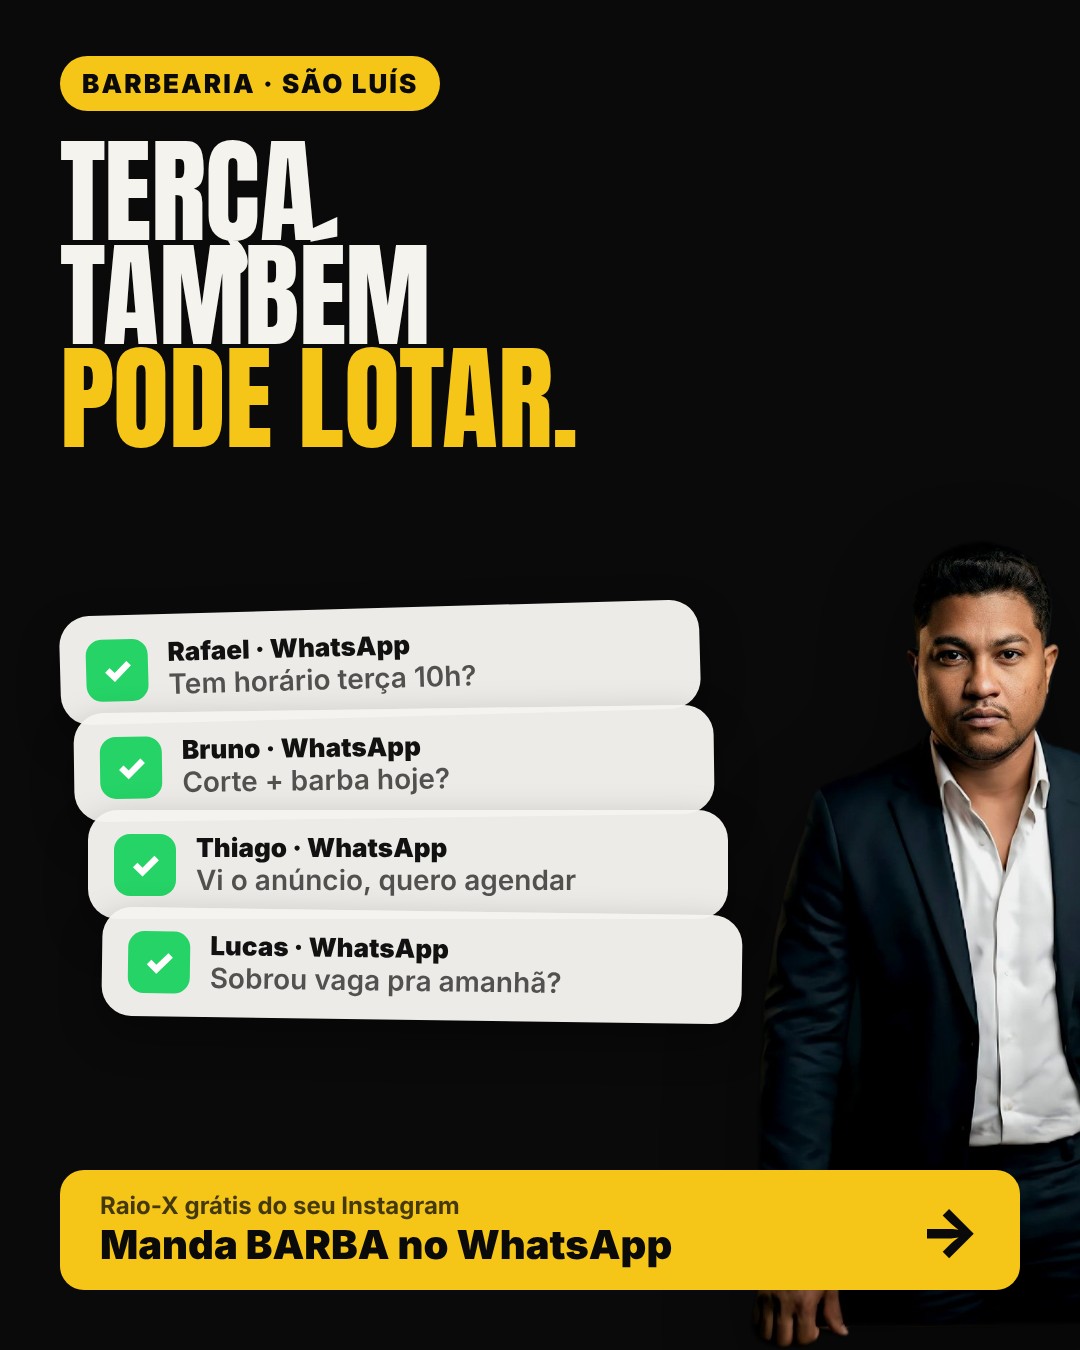 BARBEARIA · SÃO LUÍS
TERÇA
TAMBÉM
PODE LOTAR.
Rafael · WhatsApp
Tem horário terça 10h?
Bruno · WhatsApp
Corte + barba hoje?
Thiago · WhatsApp
Vi o anúncio, quero agendar
Lucas · WhatsApp
Sobrou vaga pra amanhã?
Raio-X grátis do seu Instagram
Manda BARBA no WhatsApp